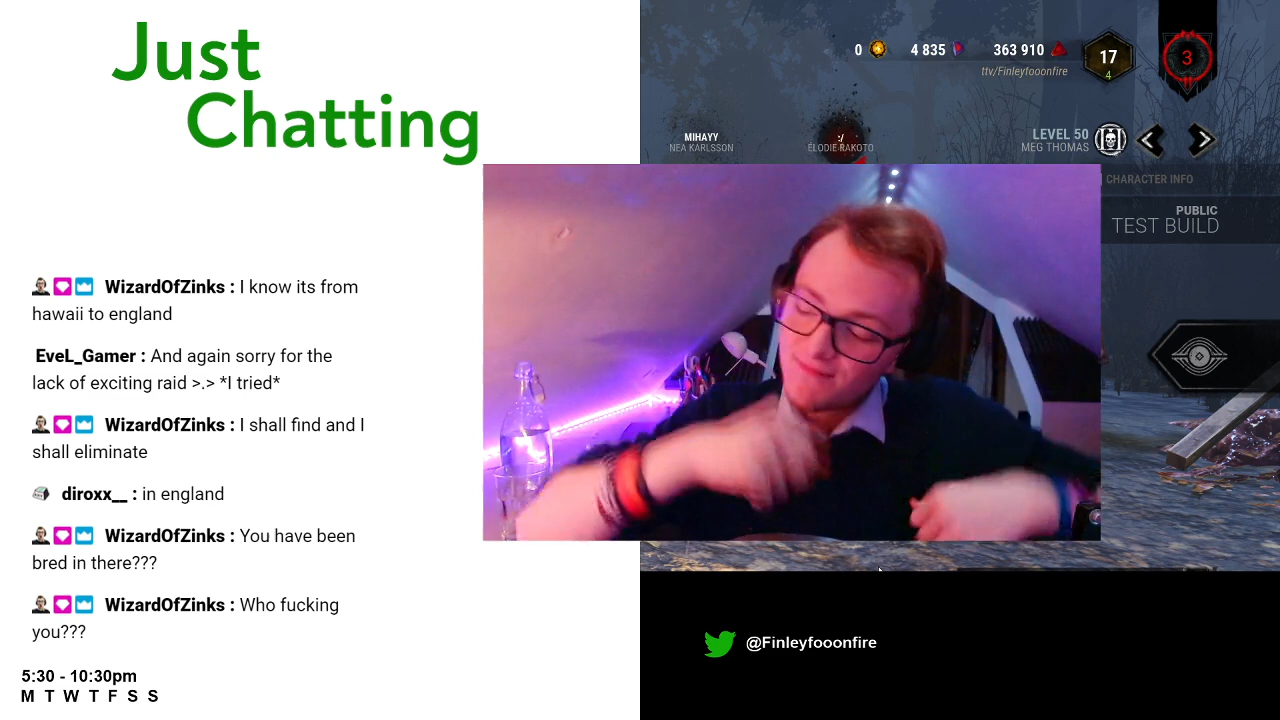 Just
Chatting
WizardOfZinks : I know its from
hawaii to england
EveL_Gamer : And again sorry for the
lack of exciting raid >.> *I tried*
WizardOfZinks : I shall find and I
shall eliminate
diroxx__ : in england
WizardOfZinks : You have been
bred in there???
WizardOfZinks : Who fucking
you???
5:30 - 10:30pm
M T W T F S S
0 4 835 363 910
ttv/Finleyfooonfire
17
4
3
MIHAYY
NEA KARLSSON
:/
ÉLODIE RAKOTO
LEVEL 50
MEG THOMAS
CHARACTER INFO
PUBLIC
TEST BUILD
@Finleyfooonfire